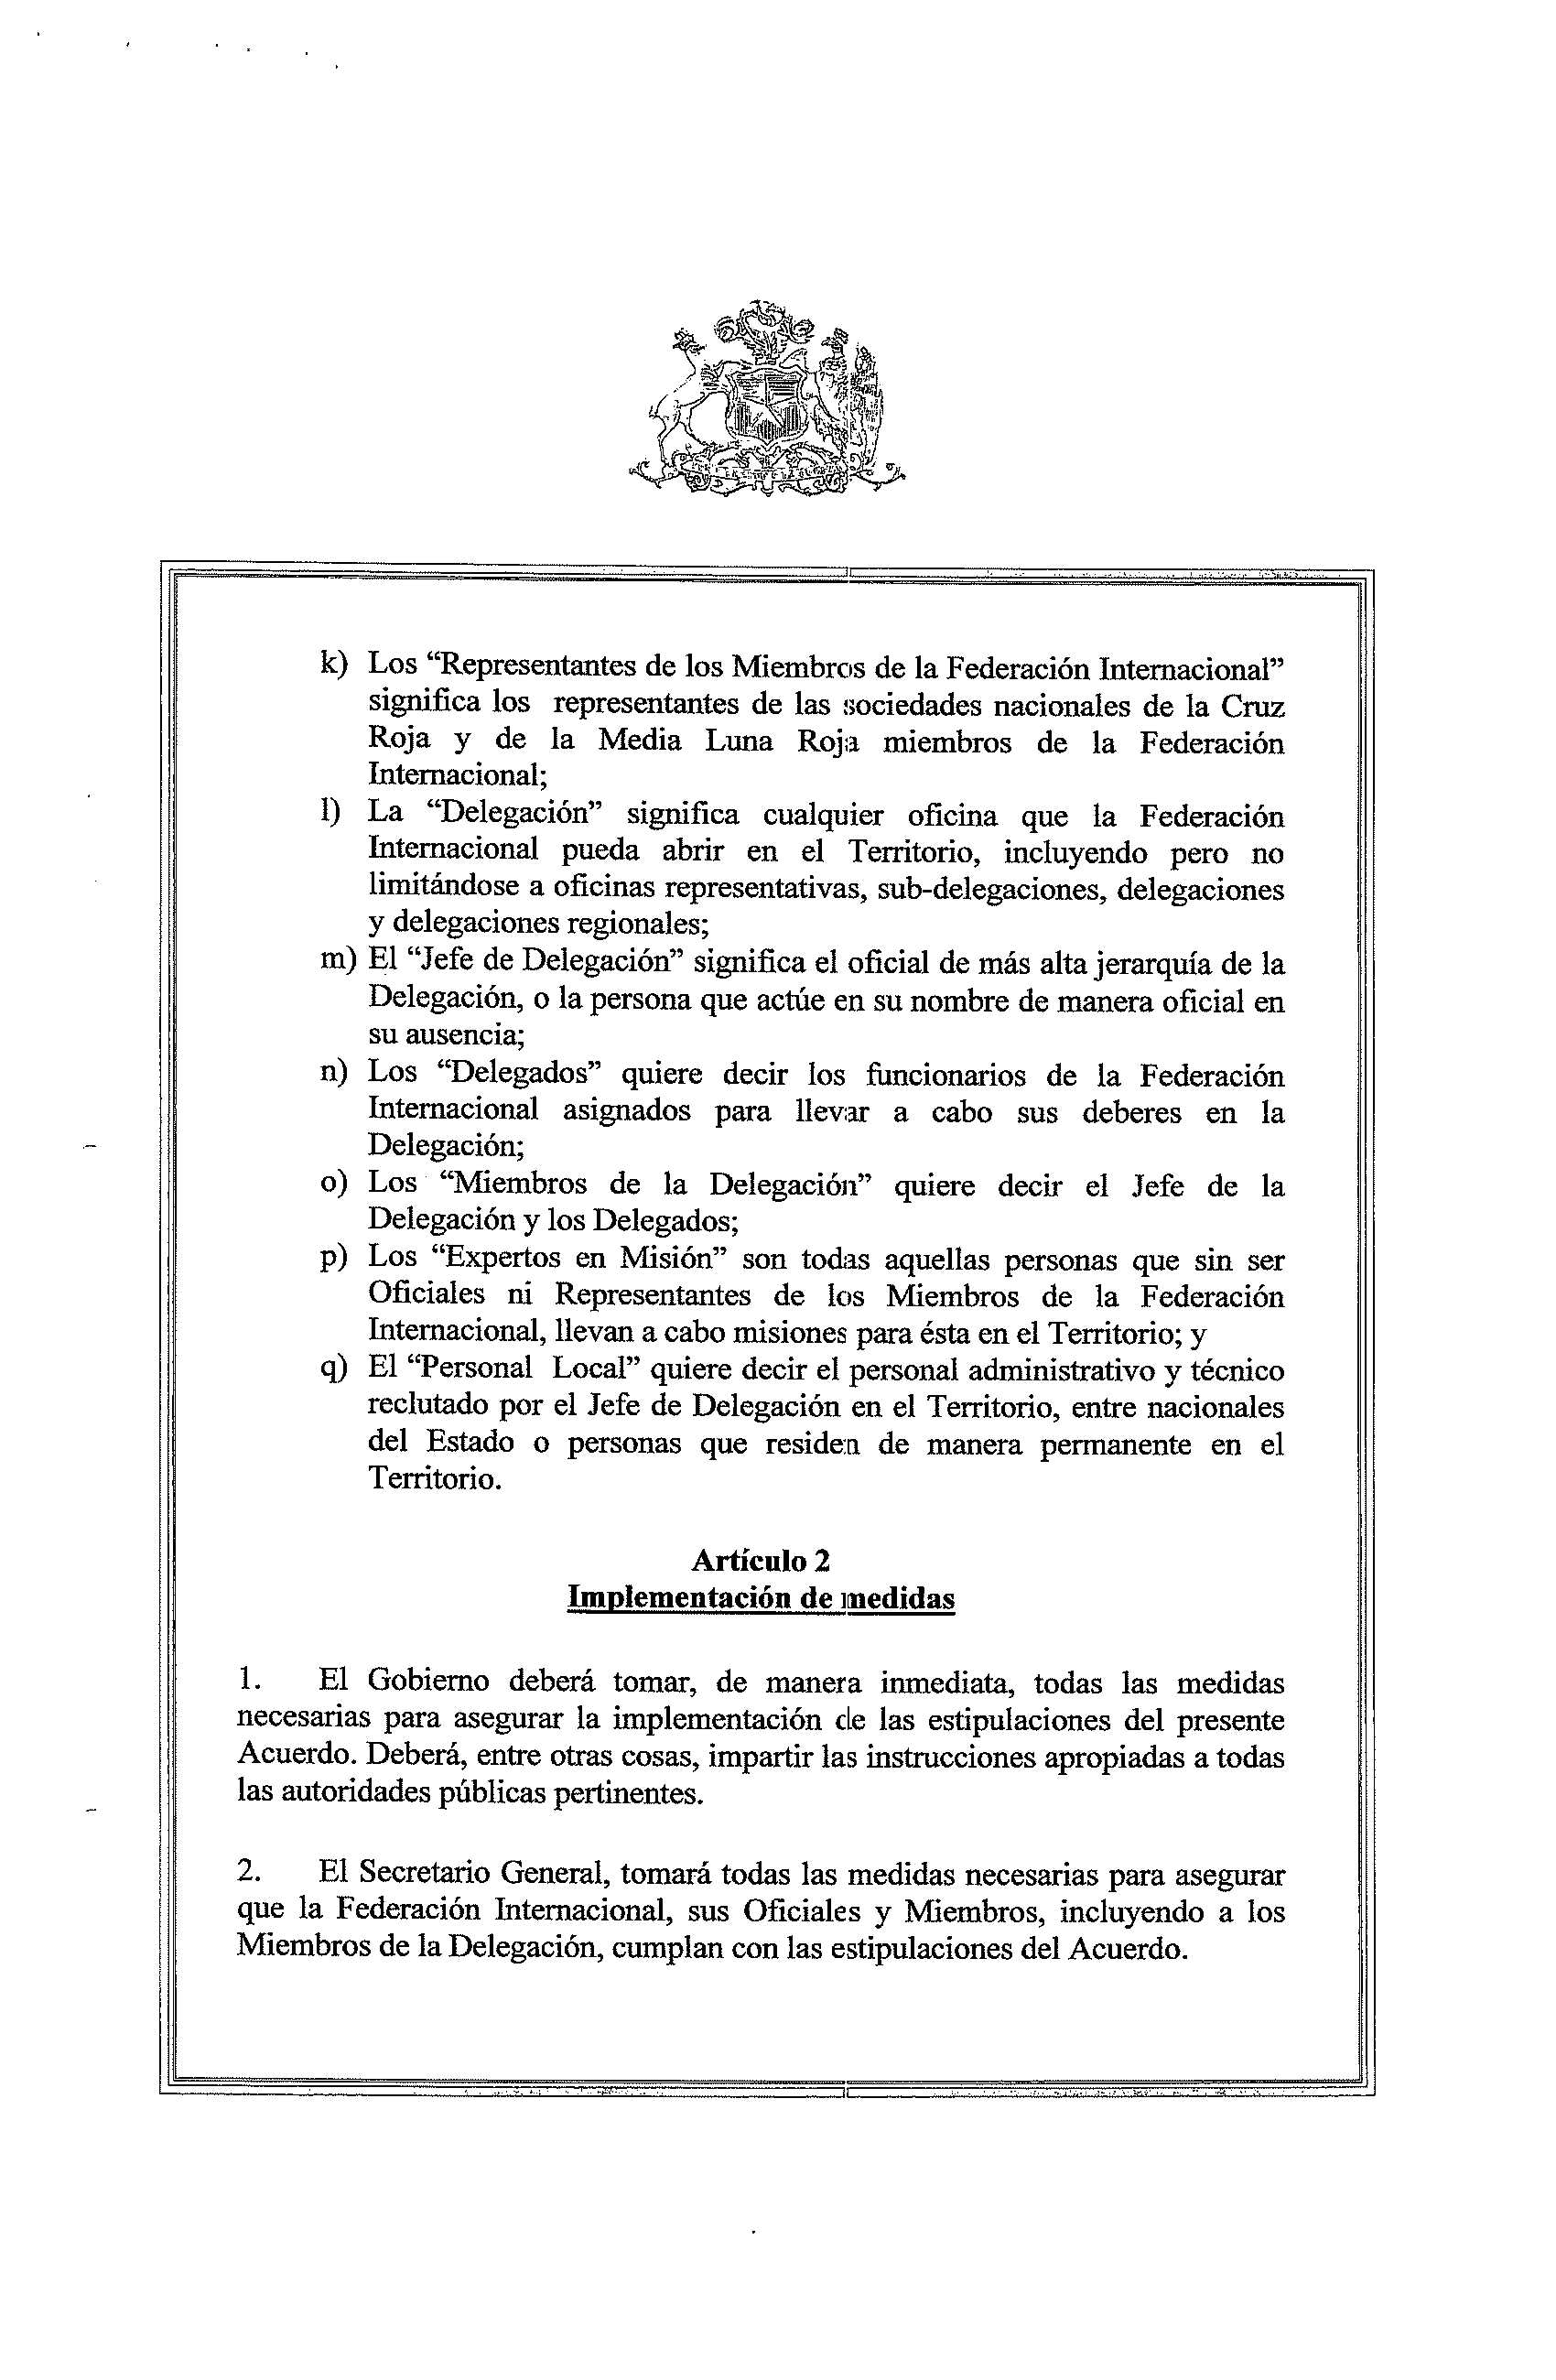 k) Los “Representantes de los Miembros de la Federación Internacional”
significa los representantes de las sociedades nacionales de la Cruz
Roja y de la Media Luna Roja miembros de la Federación
Internacional;
l) La “Delegación” significa cualquier oficina que la Federación
Internacional pueda abrir en el Territorio, incluyendo pero no
limitándose a oficinas representativas, sub-delegaciones, delegaciones
y delegaciones regionales;
m) El “Jefe de Delegación” significa el oficial de más alta jerarquía de la
Delegación, o la persona que actúe en su nombre de manera oficial en
su ausencia;
n) Los “Delegados” quiere decir los funcionarios de la Federación
Internacional asignados para llevar a cabo sus deberes en la
Delegación;
o) Los “Miembros de la Delegación” quiere decir el Jefe de la
Delegación y los Delegados;
p) Los “Expertos en Misión” son todas aquellas personas que sin ser
Oficiales ni Representantes de los Miembros de la Federación
Internacional, llevan a cabo misiones para ésta en el Territorio; y
q) El “Personal Local” quiere decir el personal administrativo y técnico
reclutado por el Jefe de Delegación en el Territorio, entre nacionales
del Estado o personas que residen de manera permanente en el
Territorio.
Artículo 2
Implementación de medidas
1. El Gobierno deberá tomar, de manera inmediata, todas las medidas
necesarias para asegurar la implementación de las estipulaciones del presente
Acuerdo. Deberá, entre otras cosas, impartir las instrucciones apropiadas a todas
las autoridades públicas pertinentes.
2. El Secretario General, tomará todas las medidas necesarias para asegurar
que la Federación Internacional, sus Oficiales y Miembros, incluyendo a los
Miembros de la Delegación, cumplan con las estipulaciones del Acuerdo.